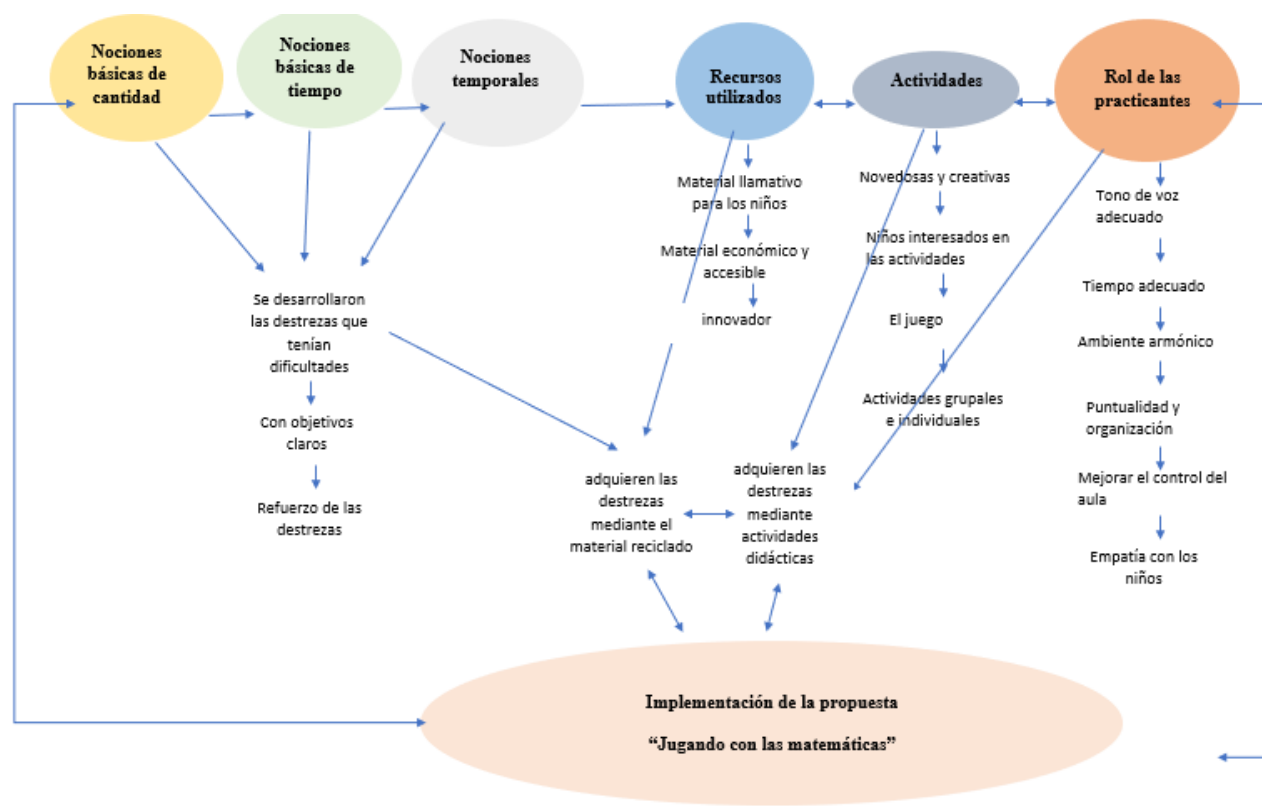 Nociones
básicas de
cantidad
Nociones
básicas de
tiempo
Nociones
temporales
Recursos
utilizados
Actividades
Rol de las
practicantes
Se desarrollaron
las destrezas que
tenían
dificultades
Con objetivos
claros
Refuerzo de las
destrezas
Material llamativo
para los niños
Material económico y
accesible
innovador
Novedosas y creativas
Niños interesados en
las actividades
El juego
Actividades grupales
e individuales
Tono de voz
adecuado
Tiempo adecuado
Ambiente armónico
Puntualidad y
organización
Mejorar el control del
aula
Empatía con los
niños
adquieren las
destrezas
mediante el
material reciclado
adquieren las
destrezas
mediante
actividades
didácticas
Implementación de la propuesta
“Jugando con las matemáticas”